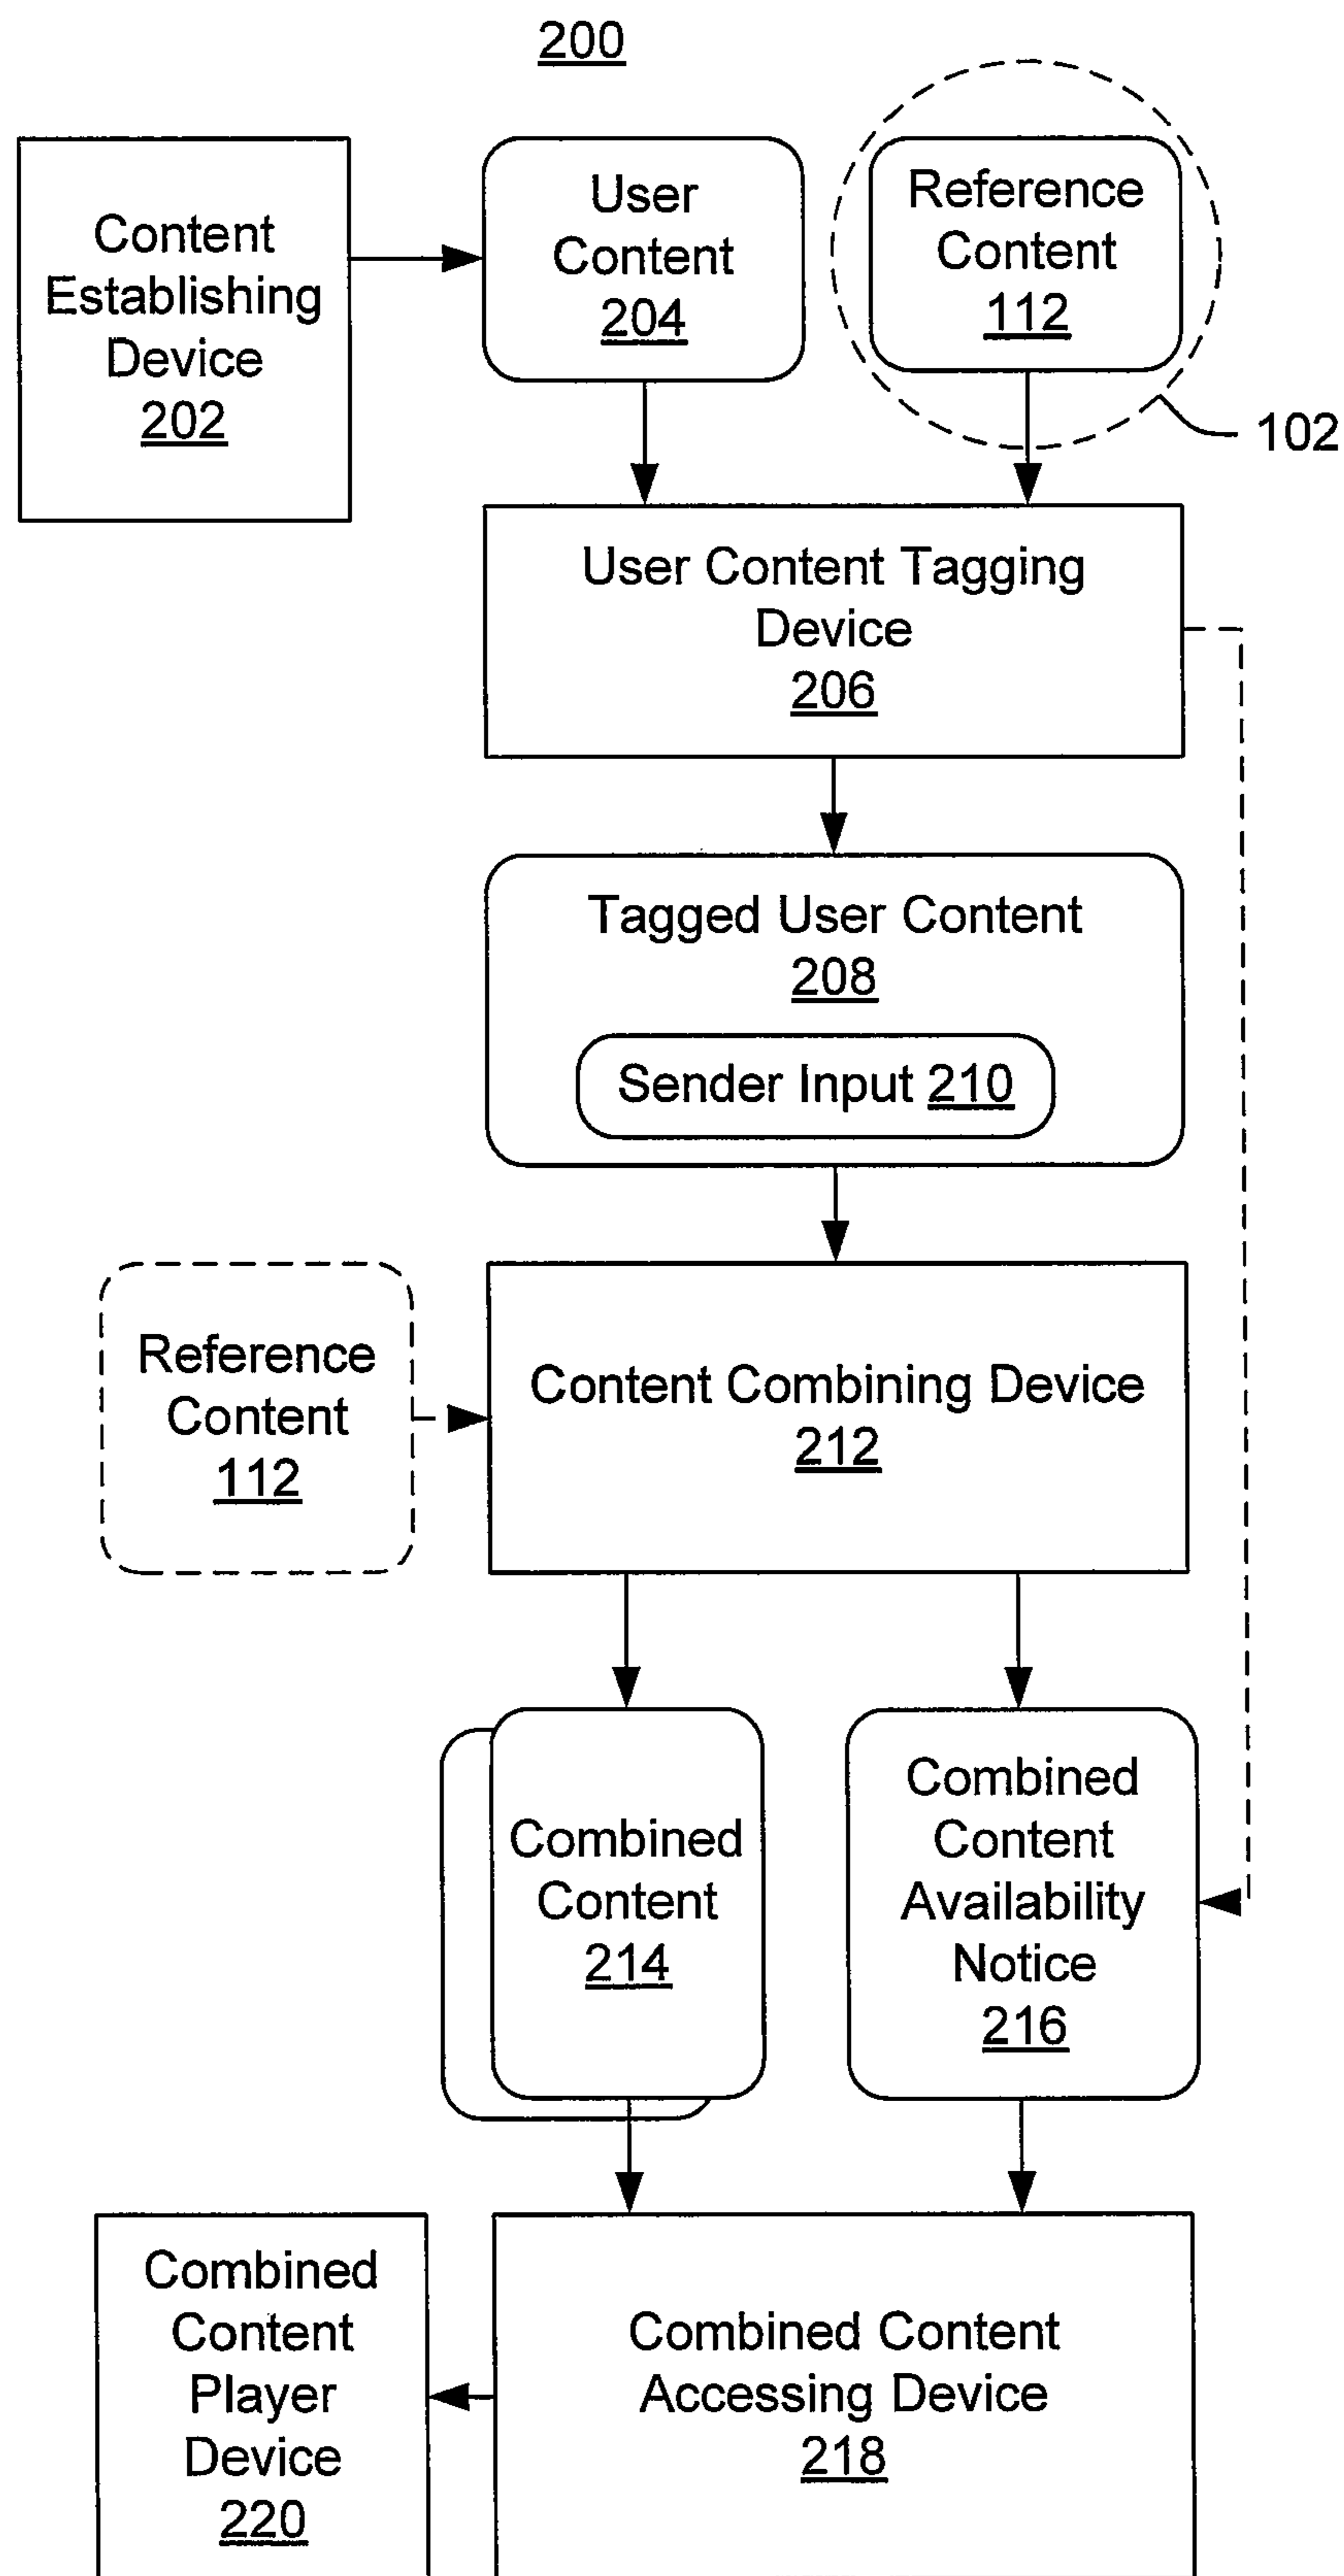 200
Content
Establishing
Device
202
User
Content
204
Reference
Content
112
102
User Content Tagging
Device
206
Tagged User Content
208
Sender Input 210
Reference
Content
112
Content Combining Device
212
Combined
Content
214
Combined
Content
Availability
Notice
216
Combined
Content
Player
Device
220
Combined Content
Accessing Device
218